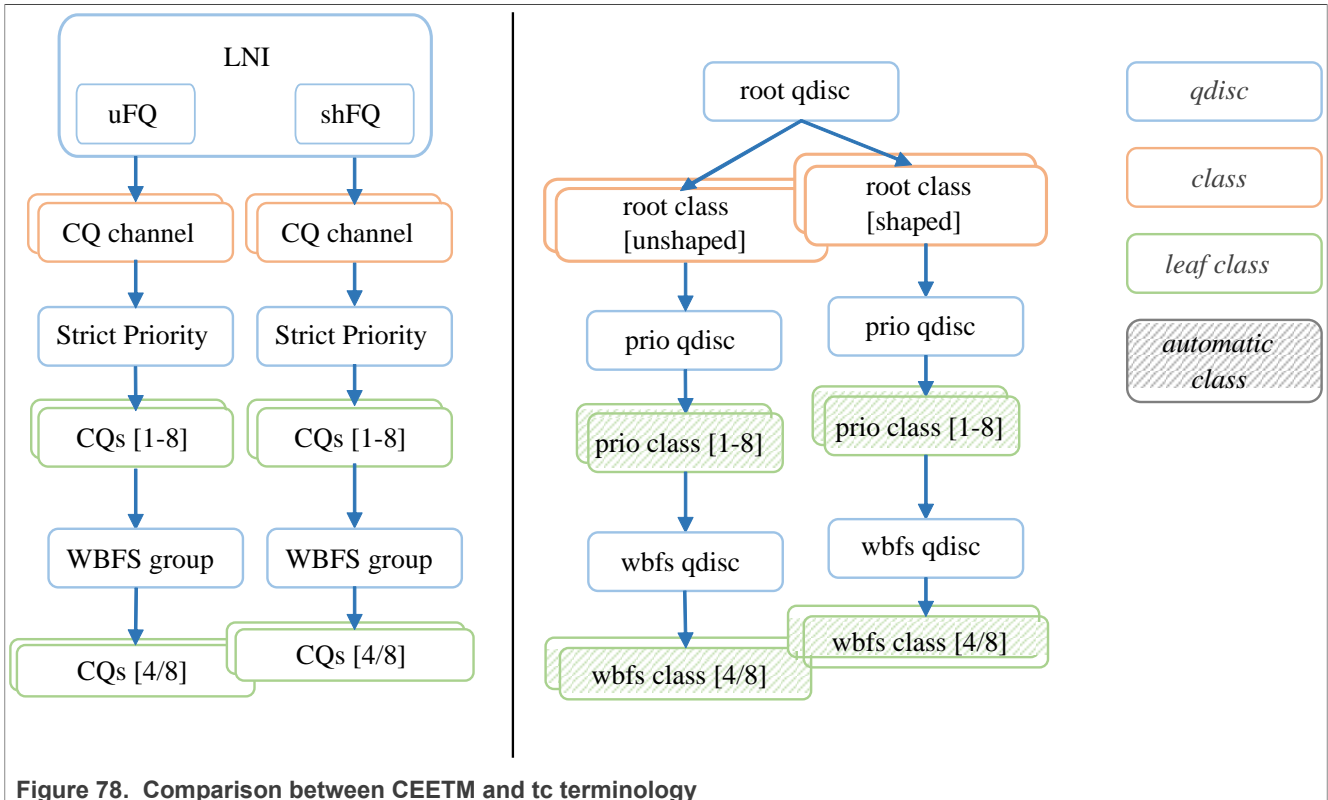 LNI
uFQ
shFQ
CQ channel
CQ channel
Strict Priority
Strict Priority
CQs [1-8]
CQs [1-8]
WBFS group
WBFS group
CQs [4/8]
CQs [4/8]
root qdisc
root class
[unshaped]
root class
[shaped]
prio qdisc
prio qdisc
prio class [1-8]
prio class [1-8]
wbfs qdisc
wbfs qdisc
wbfs class [4/8]
wbfs class [4/8]
qdisc
class
leaf class
automatic
class
Figure 78. Comparison between CEETM and tc terminology